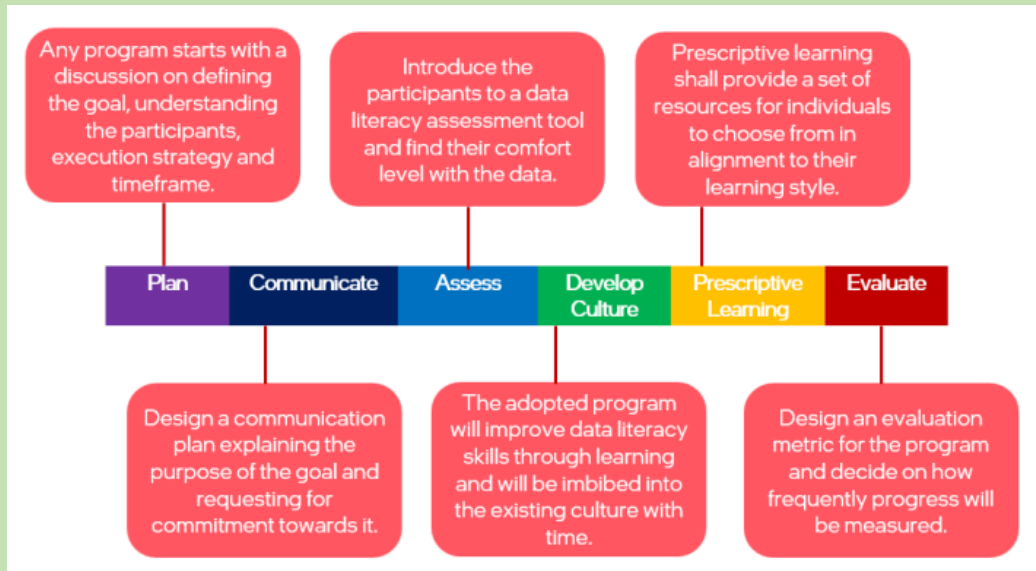 Any program starts with a
discussion on defining
the goal, understanding
the participants,
execution strategy and
timeframe.
Introduce the
participants to a data
literacy assessment tool
and find their comfort
level with the data.
Prescriptive learning
shall provide a set of
resources for individuals
to choose from in
alignment to their
learning style.
Plan
Communicate
Assess
Develop
Culture
Prescriptive
Learning
Evaluate
Design a communication
plan explaining the
purpose of the goal and
requesting for
commitment towards it.
The adopted program
will improve data literacy
skills through learning
and will be imbibed into
the existing culture with
time.
Design an evaluation
metric for the program
and decide on how
frequently progress will
be measured.